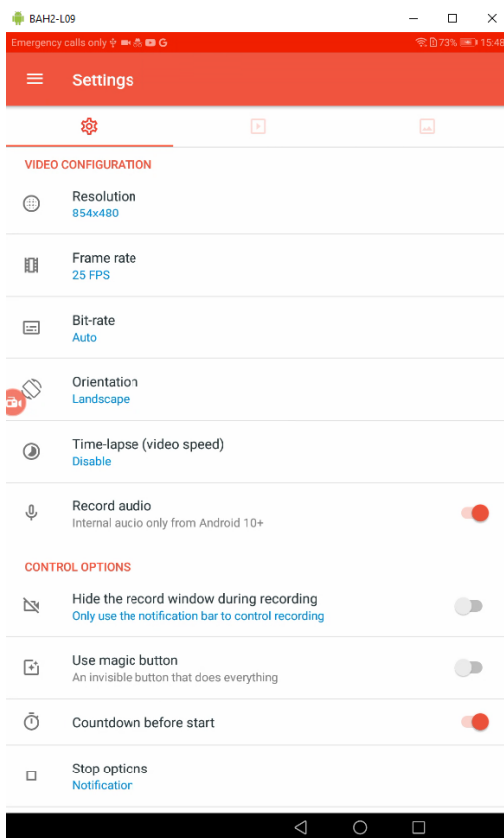 BAH2-L09
Emergency calls only
73% 15:48
Settings
VIDEO CONFIGURATION
Resolution
854x480
Frame rate
25 FPS
Bit-rate
Auto
Orientation
Landscape
Time-lapse (video speed)
Disable
Record audio
Internal aucio only from Android 10+
CONTROL OPTIONS
Hide the record window during recording
Only use the notification bar to control recording
Use magic button
An invisible button that does everything
Countdown before start
Stop options
Notification